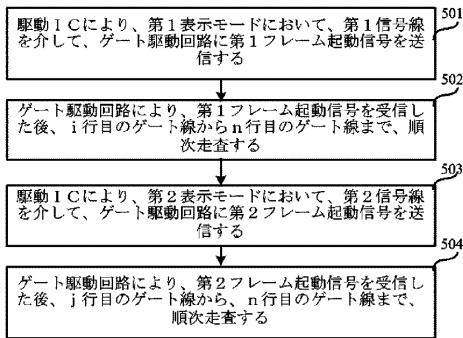 501
駆動ICにより、第1表示モードにおいて、第1信号線
を介して、ゲート駆動回路に第1フレーム起動信号を送
信する
502
ゲート駆動回路により、第1フレーム起動信号を受信し
た後、i行目のゲート線からn行目のゲート線まで、順
次走査する
503
駆動ICにより、第2表示モードにおいて、第2信号線
を介して、ゲート駆動回路に第2フレーム起動信号を送
信する
504
ゲート駆動回路により、第2フレーム起動信号を受信し
た後、j行目のゲート線から、n行目のゲート線まで、
順次走査する